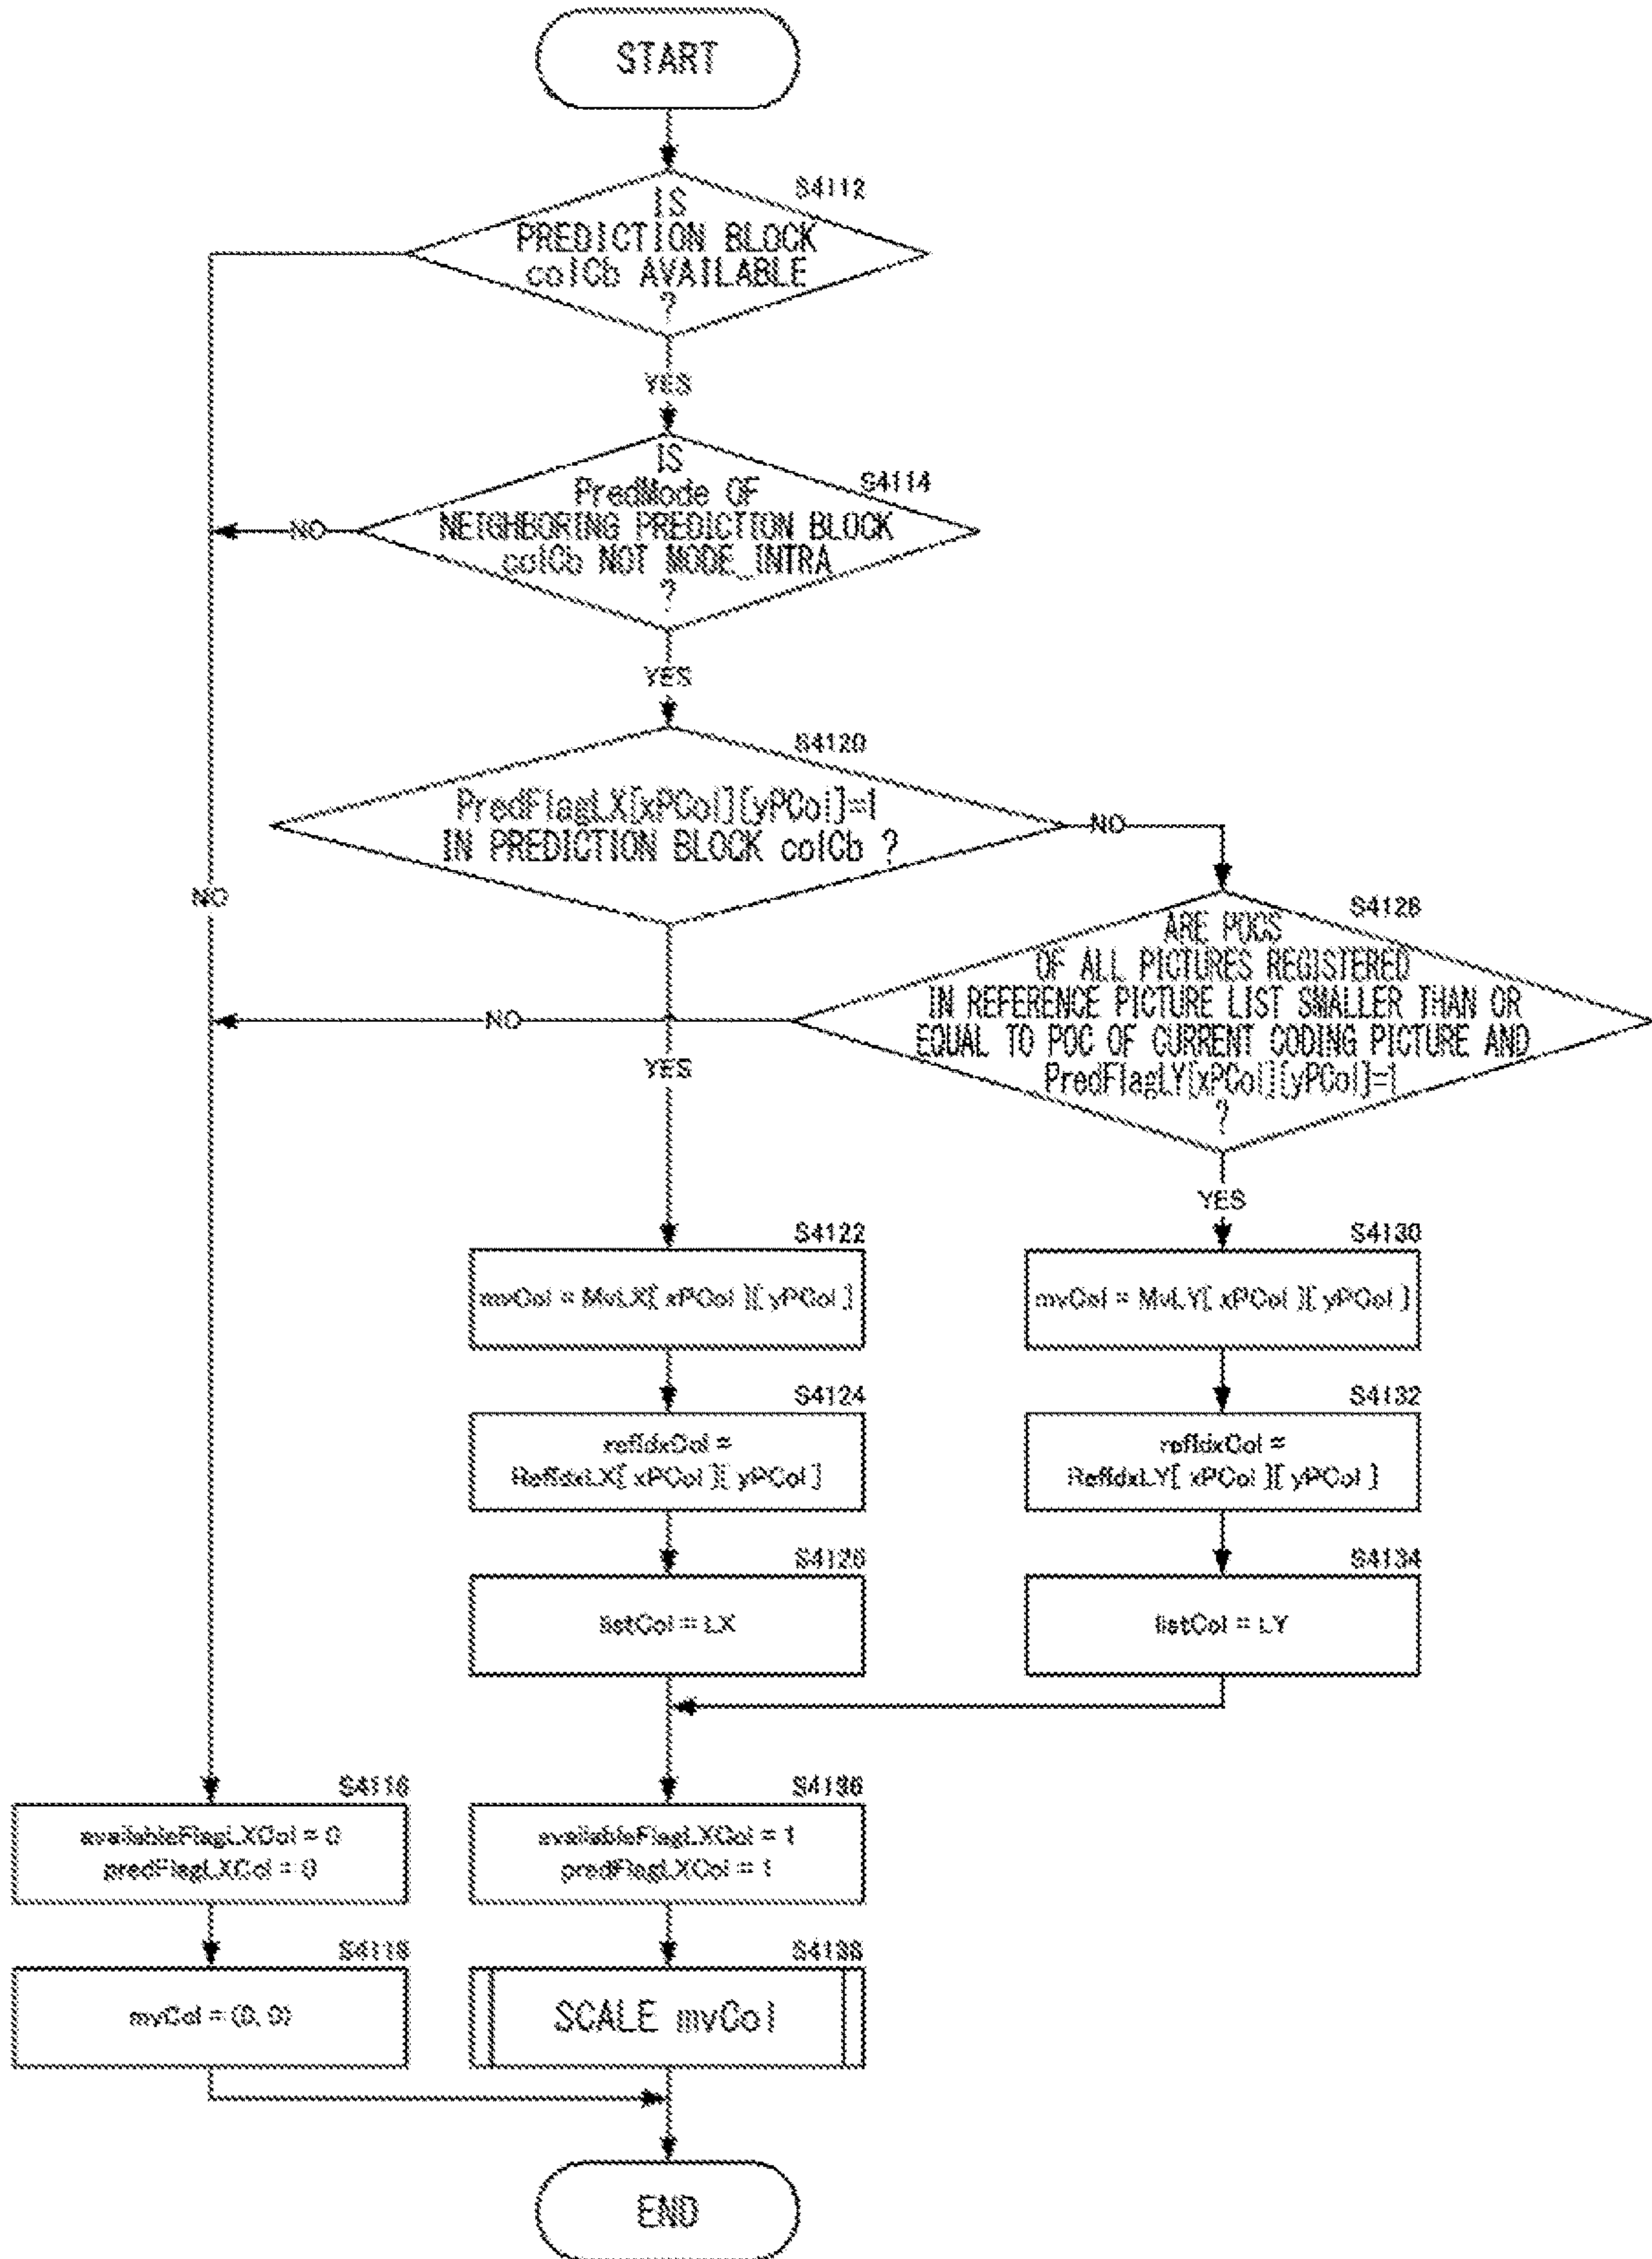 START
S4112
IS
PREDICTION BLOCK
colCb AVAILABLE
?
YES
IS
S4114
PredMode OF
NEIGHBORING PREDICTION BLOCK
colCb NOT MODE_INTRA
?
NO
YES
S4120
PredFlagLX[xPCol][yPCol]=1
IN PREDICTION BLOCK colCb ?
NO
NO
S4128
ARE POCS
OF ALL PICTURES REGISTERED
IN REFERENCE PICTURE LIST SMALLER THAN OR
EQUAL TO POC OF CURRENT CODING PICTURE AND
PredFlagLY[xPCol][yPCol]=1
?
NO
YES
YES
S4122
mvCol = MvLX[ xPCol ][ yPCol ]
S4130
mvCol = MvLY[ xPCol ][ yPCol ]
S4124
refIdxCol =
RefIdxLX[ xPCol ][ yPCol ]
S4132
refIdxCol =
RefIdxLY[ xPCol ][ yPCol ]
S4126
listCol = LX
S4134
listCol = LY
S4116
availableFlagLXCol = 0
predFlagLXCol = 0
S4136
availableFlagLXCol = 1
predFlagLXCol = 1
S4118
mvCol = (0, 0)
S4138
SCALE mvCol
END